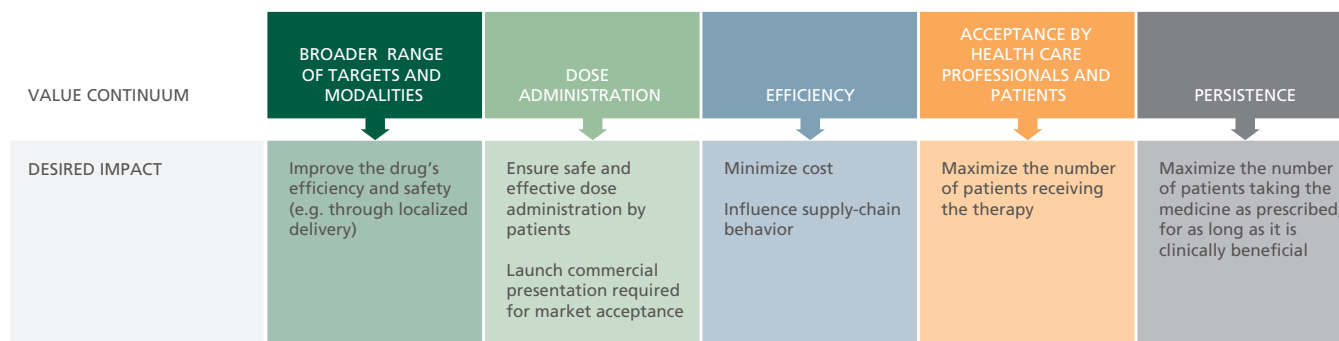 VALUE CONTINUUM
BROADER RANGE
OF TARGETS AND
MODALITIES
DOSE
ADMINISTRATION
EFFICIENCY
ACCEPTANCE BY
HEALTH CARE
PROFESSIONALS AND
PATIENTS
PERSISTENCE
DESIRED IMPACT
Improve the drug's
efficiency and safety
(e.g. through localized
delivery)
Ensure safe and
effective dose
administration by
patients
Launch commercial
presentation required
for market acceptance
Minimize cost
Influence supply-chain
behavior
Maximize the number
of patients receiving
the therapy
Maximize the number
of patients taking the
medicine as prescribed,
for as long as it is
clinically beneficial